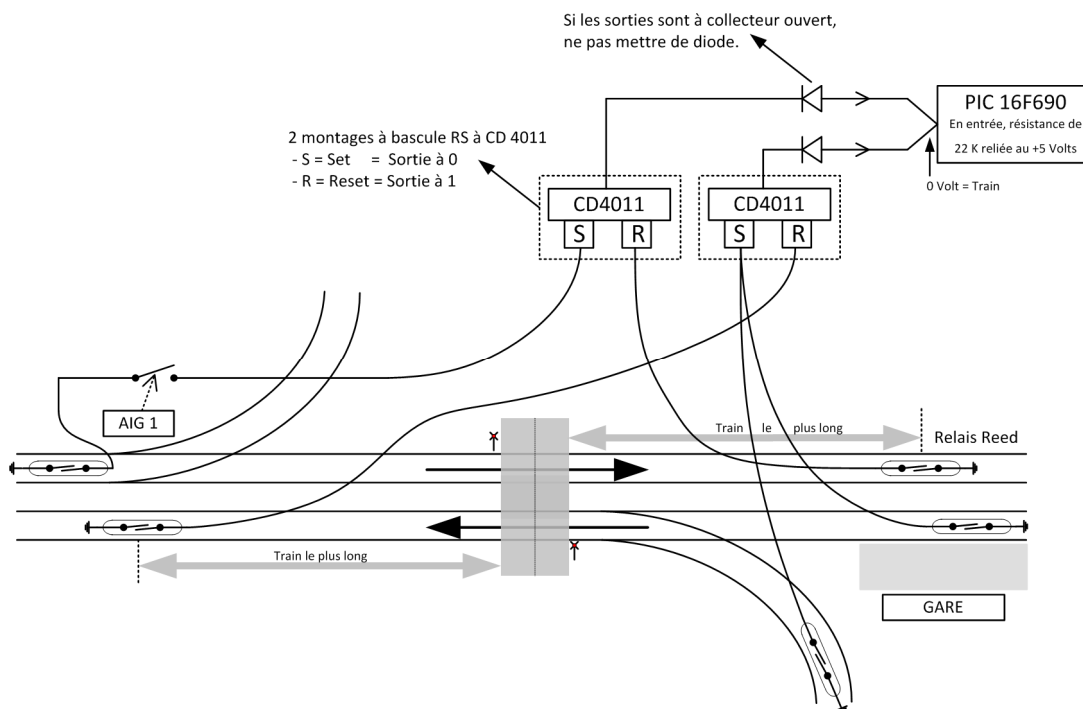 Si les sorties sont à collecteur ouvert,
ne pas mettre de diode.
PIC 16F690
En entrée, résistance de
22 K reliée au +5 Volts
0 Volt = Train
2 montages à bascule RS à CD 4011
- S = Set = Sortie à 0
- R = Reset = Sortie à 1
CD4011
S R
CD4011
S R
AIG 1
Train le plus long
Relais Reed
Train le plus long
GARE